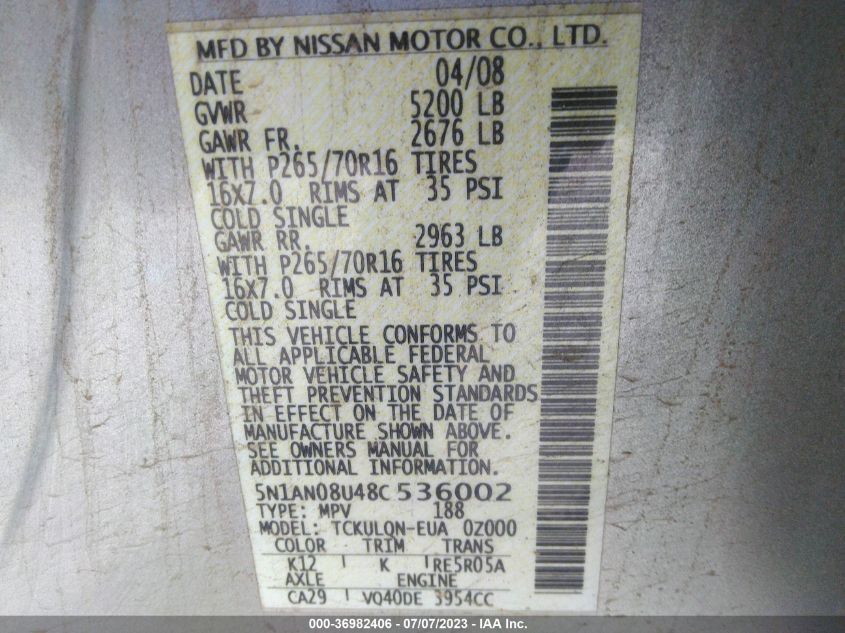 MFD BY NISSAN MOTOR CO., LTD.
DATE 04/08
GVWR 5200 LB
GAWR FR. 2676 LB
WITH P265/70R16 TIRES
16X7.0 RIMS AT 35 PSI
COLD SINGLE
GAWR RR. 2963 LB
WITH P265/70R16 TIRES
16X7.0 RIMS AT 35 PSI
COLD SINGLE
THIS VEHICLE CONFORMS TO
ALL APPLICABLE FEDERAL
MOTOR VEHICLE SAFETY AND
THEFT PREVENTION STANDARDS
IN EFFECT ON THE DATE OF
MANUFACTURE SHOWN ABOVE.
SEE OWNERS MANUAL FOR
ADDITIONAL INFORMATION.
5N1AN08U48C 536002
TYPE: MPV 188
MODEL: TCKULQN-EUA 0Z000
COLOR TRIM TRANS
K12 K RE5R05A
AXLE ENGINE
CA29 VQ40DE 3954CC
000-36982406 - 07/07/2023 - IAA Inc.